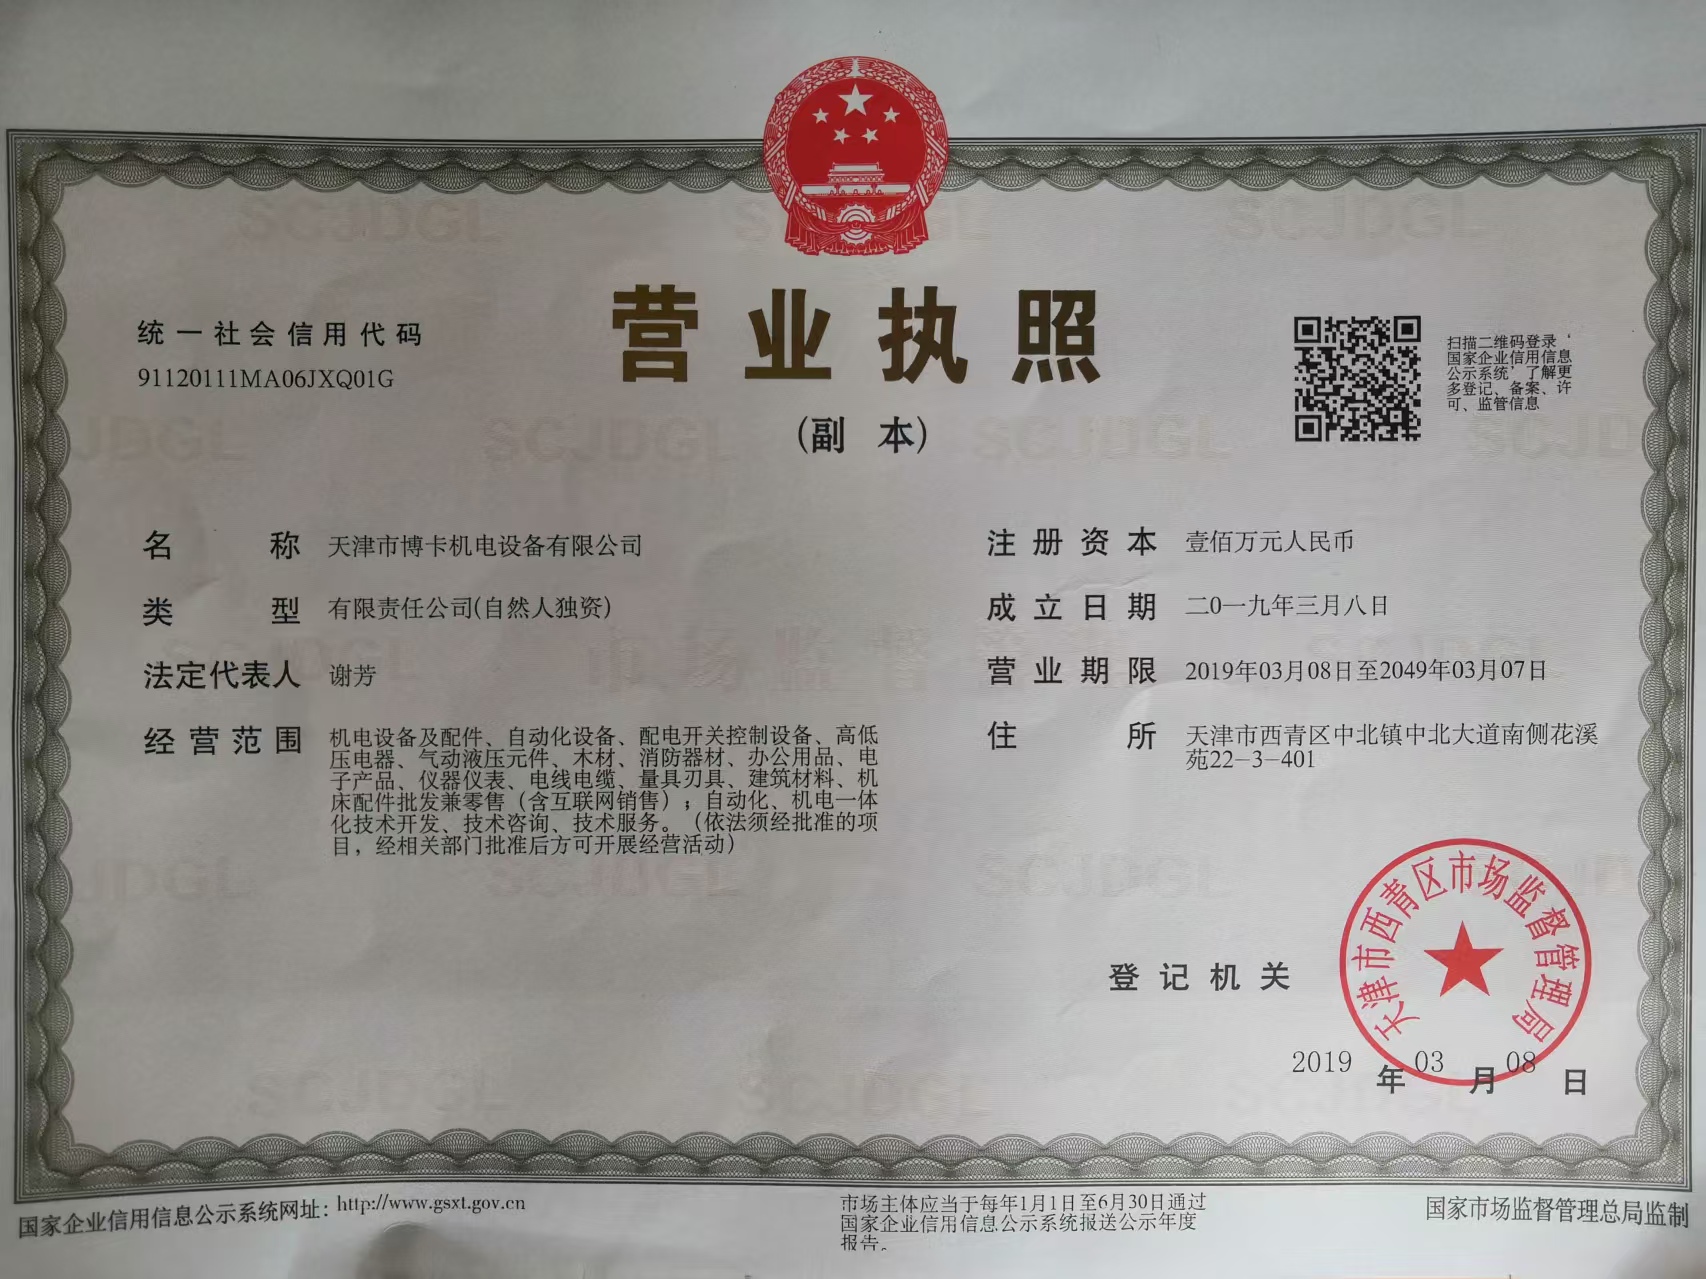 营业执照
(副 本)
统一社会信用代码
91120111MA06JXQ01G
扫描二维码登录‘
国家企业信用信息
公示系统’了解更
多登记、备案、许
可、监管信息
名 称 天津市博卡机电设备有限公司
类 型 有限责任公司(自然人独资)
法定代表人 谢芳
经营范围 机电设备及配件、自动化设备、配电开关控制设备、高低
压电器、气动液压元件、木材、消防器材、办公用品、电
子产品、仪器仪表、电线电缆、量具刃具、建筑材料、机
床配件批发兼零售（含互联网销售）；自动化、机电一体
化技术开发、技术咨询、技术服务。（依法须经批准的项
目，经相关部门批准后方可开展经营活动）
注册资本 壹佰万元人民币
成立日期 二0一九年三月八日
营业期限 2019年03月08日至2049年03月07日
住 所 天津市西青区中北镇中北大道南侧花溪
苑22-3-401
登记机关
天津市西青区市场监督管理局
2019 年 03 月 08 日
国家企业信用信息公示系统网址：http://www.gsxt.gov.cn
市场主体应当于每年1月1日至6月30日通过
国家企业信用信息公示系统报送公示年度
报告。
国家市场监督管理总局监制